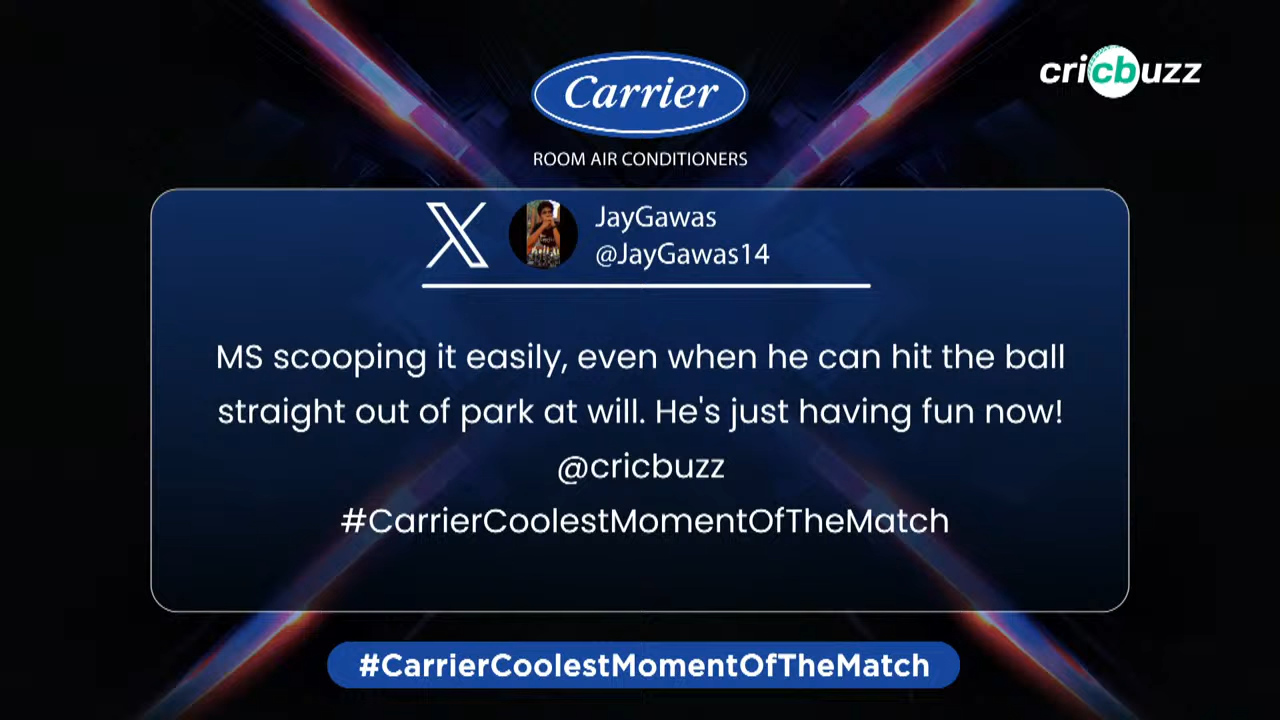 Carrier
cricbuzz
ROOM AIR CONDITIONERS
JayGawas
@JayGawas14
MS scooping it easily, even when he can hit the ball
straight out of park at will. He's just having fun now!
@cricbuzz
#CarrierCoolestMomentOfTheMatch
#CarrierCoolestMomentOfTheMatch